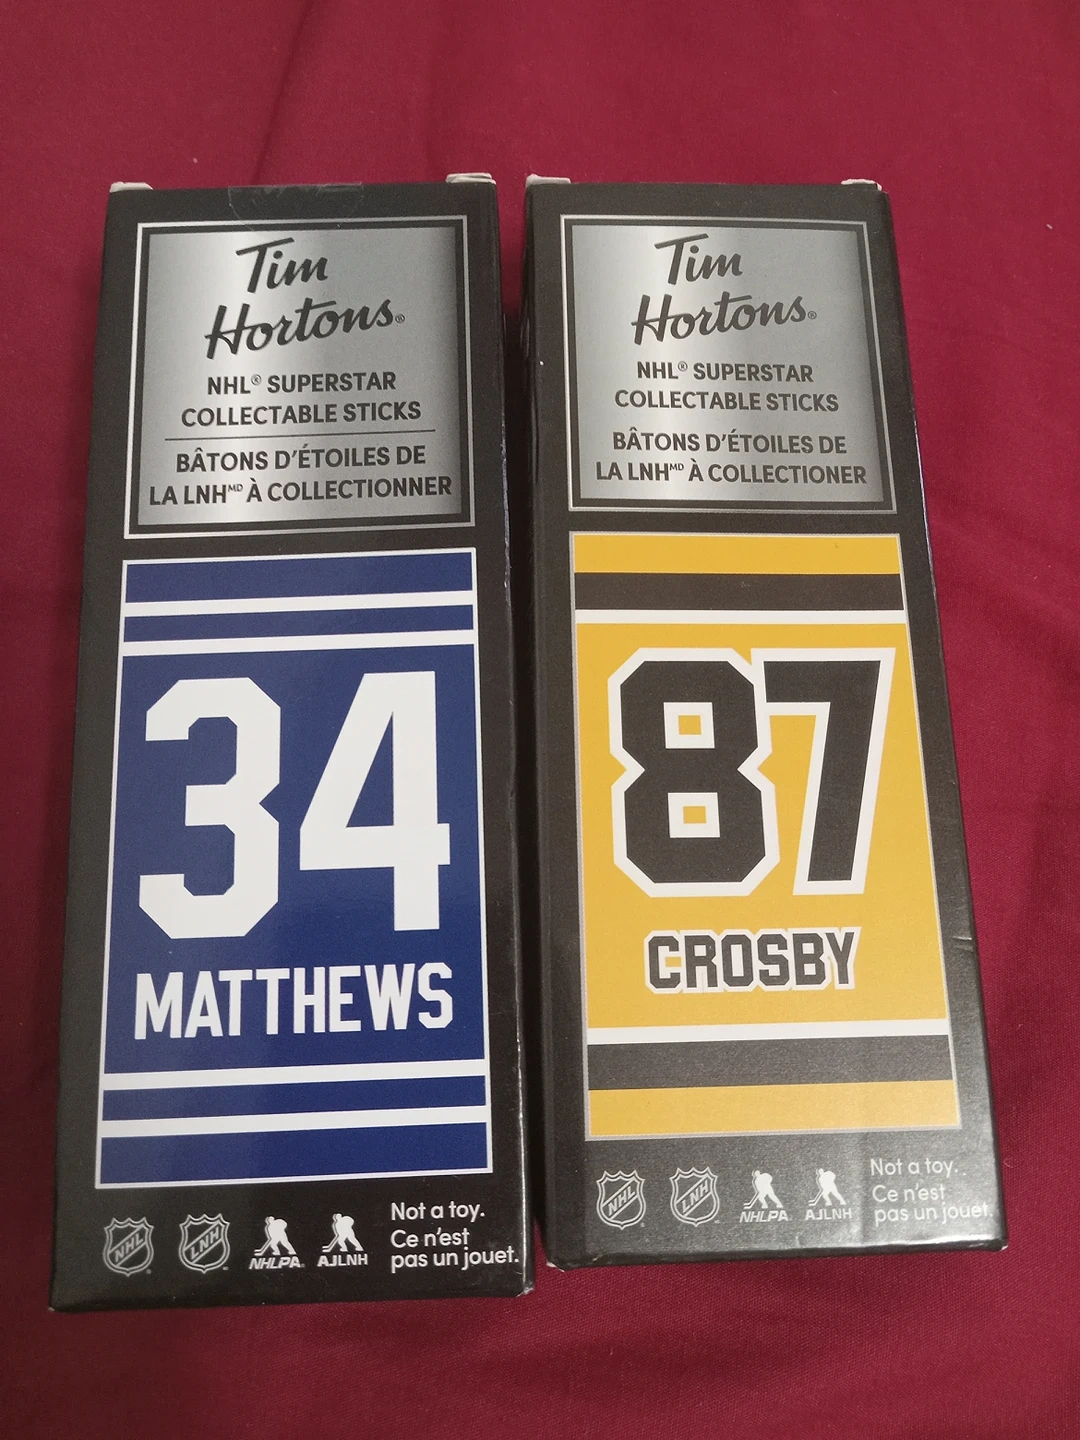 Tim
Hortons®
NHL® SUPERSTAR
COLLECTABLE STICKS
BÂTONS D'ÉTOILES DE
LA LNHᴹᴰ À COLLECTIONNER
34
MATTHEWS
NHL
LNH
NHLPA
AJLNH
Not a toy.
Ce n'est
pas un jouet.
Tim
Hortons®
NHL® SUPERSTAR
COLLECTABLE STICKS
BÂTONS D'ÉTOILES DE
LA LNHᴹᴰ À COLLECTIONER
87
CROSBY
NHL
LNH
NHLPA
AJLNH
Not a toy.
Ce n'est
pas un jouet.